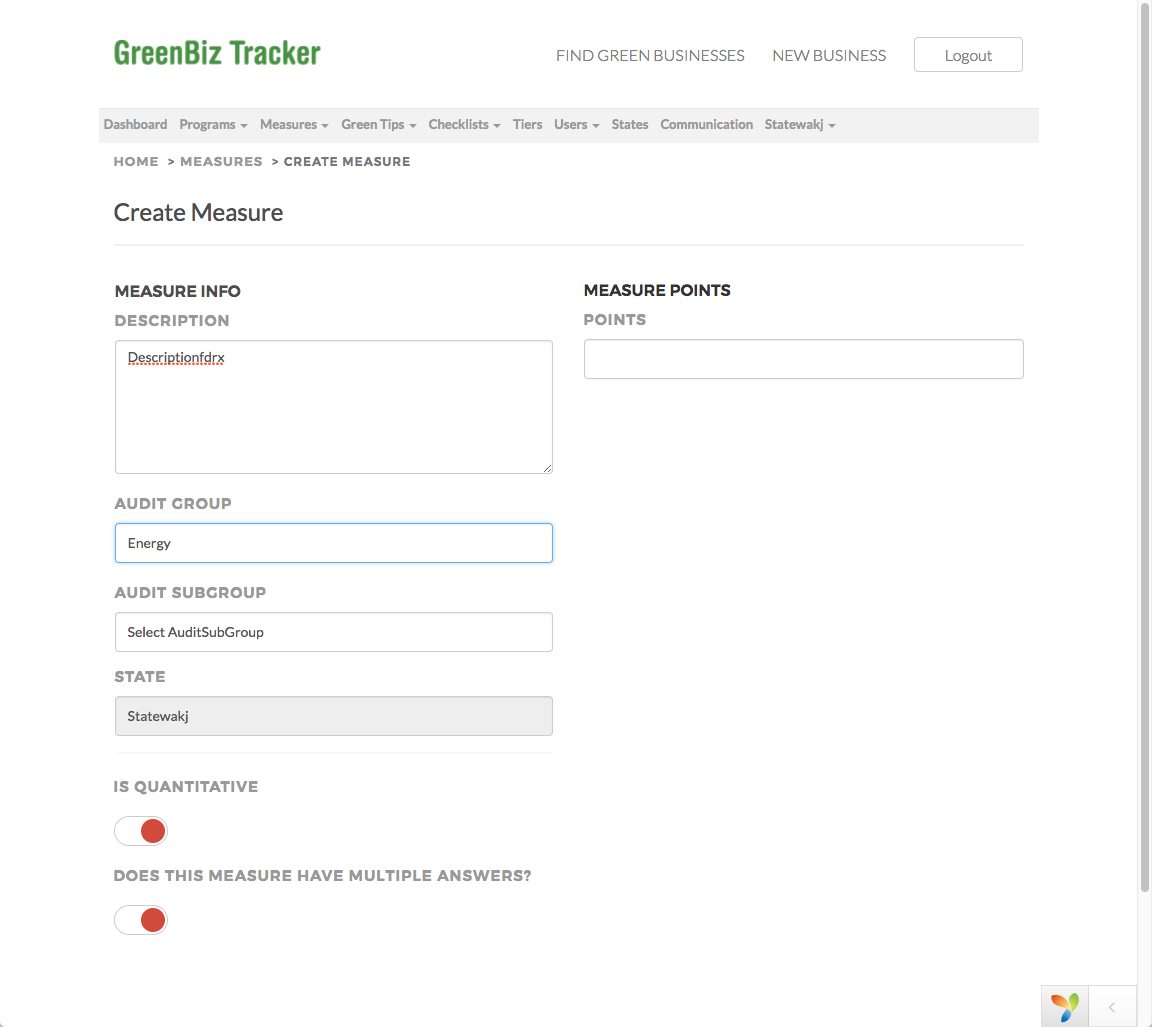 GreenBiz Tracker
FIND GREEN BUSINESSES NEW BUSINESS Logout
Dashboard Programs Measures Green Tips Checklists Tiers Users States Communication Statewakj
HOME > MEASURES > CREATE MEASURE
Create Measure
MEASURE INFO
DESCRIPTION
Descriptionfdrx
AUDIT GROUP
Energy
AUDIT SUBGROUP
Select AuditSubGroup
STATE
Statewakj
IS QUANTITATIVE
DOES THIS MEASURE HAVE MULTIPLE ANSWERS?
MEASURE POINTS
POINTS